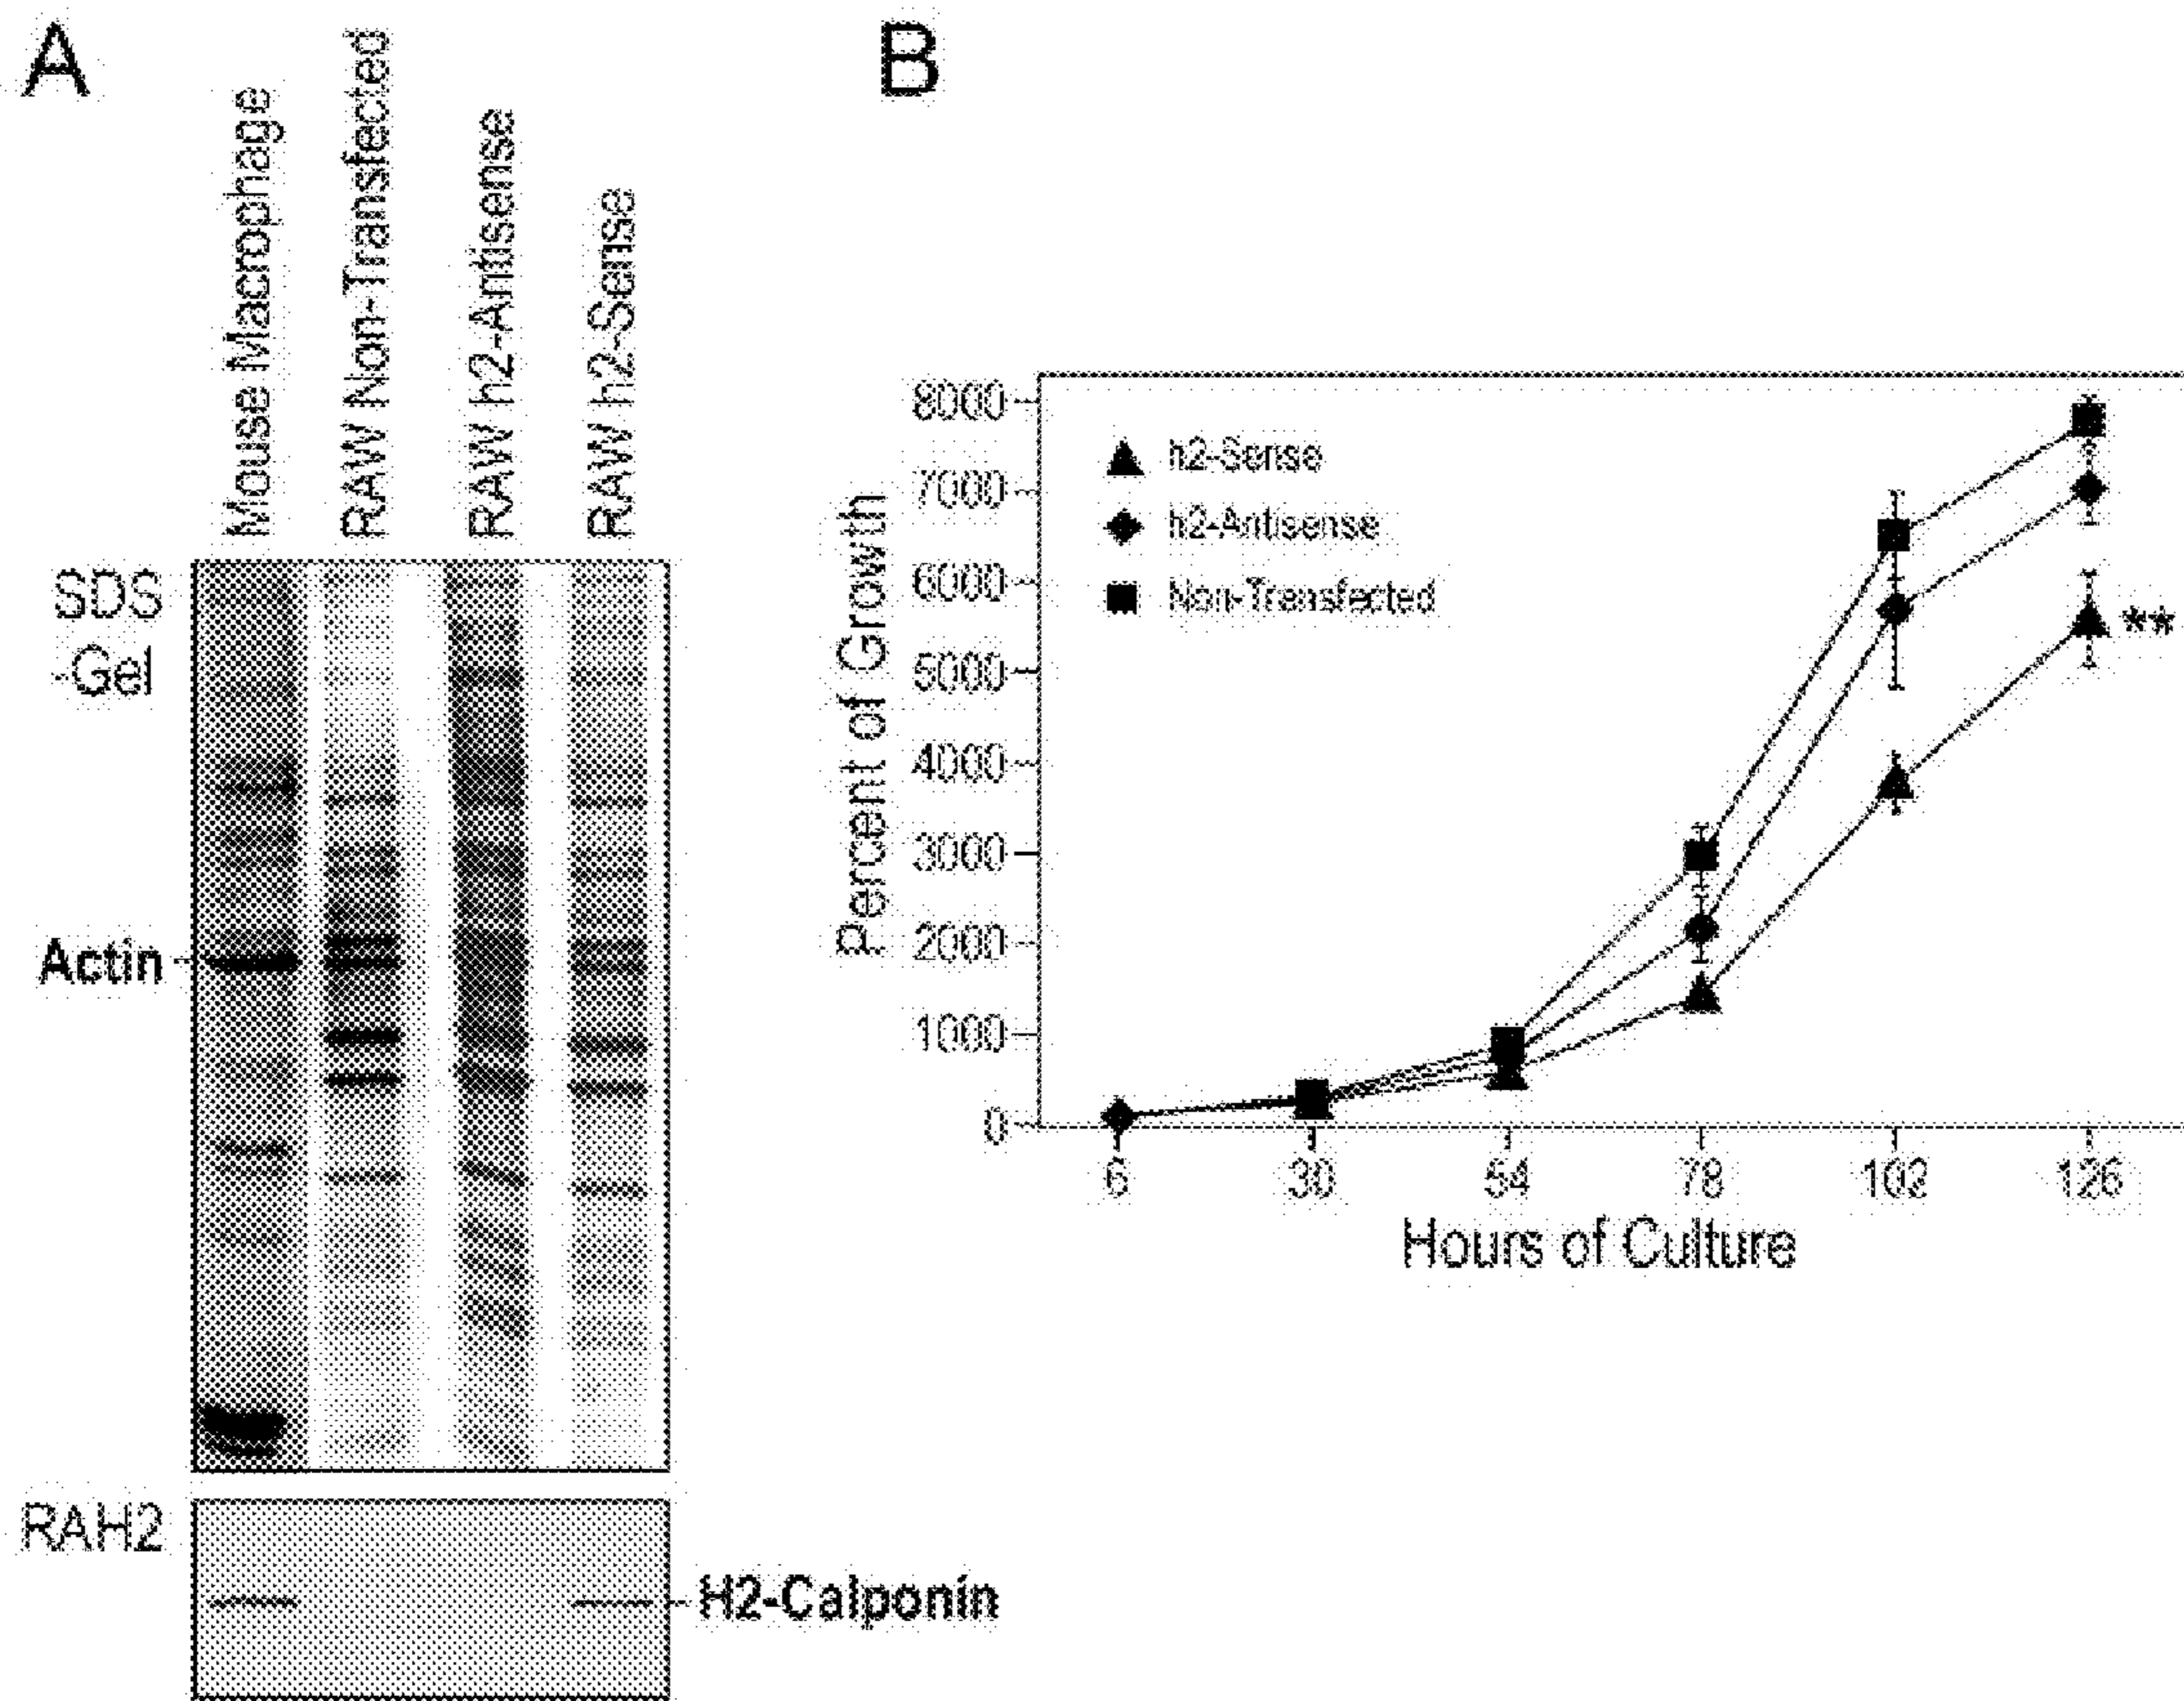 A
Mouse Macrophage
RAW Non-Transfected
RAW h2-Antisense
RAW h2-Sense
SDS
-Gel
Actin
RAH2
H2-Calponin
B
Percent of Growth
8000
7000
6000
5000
4000
3000
2000
1000
0
h2-Sense
h2-Antisense
Non-Transfected
**
6 30 54 78 102 126
Hours of Culture